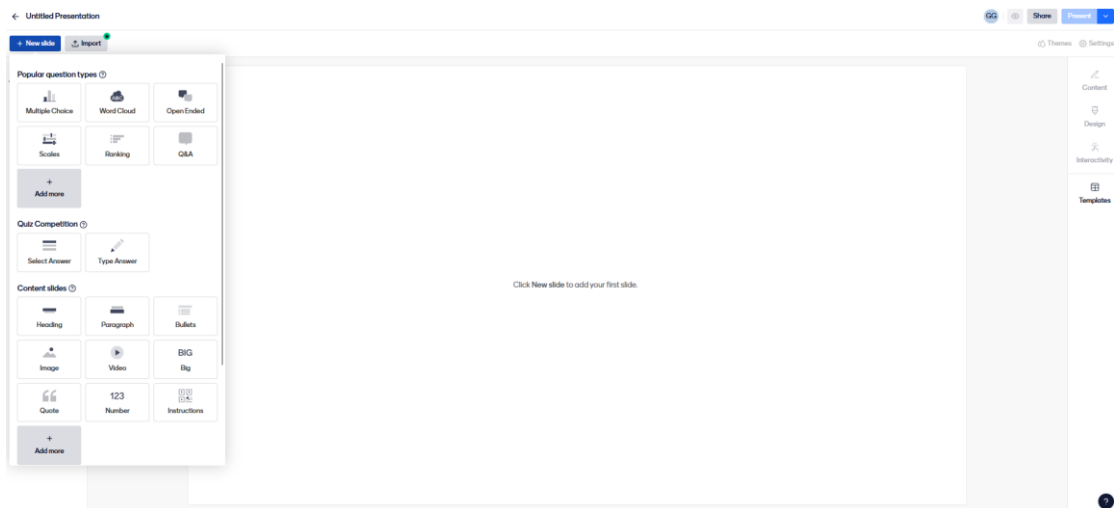 Untitled Presentation
GG
Share
Present
+ New slide
Import
Themes
Settings
Popular question types
Multiple Choice
Word Cloud
Open Ended
Scales
Ranking
Q&A
+
Add more
Quiz Competition
Select Answer
Type Answer
Content slides
Heading
Paragraph
Bullets
Image
Video
BIG
Big
Quote
123
Number
Instructions
+
Add more
Click New slide to add your first slide.
Content
Design
Interactivity
Templates
?